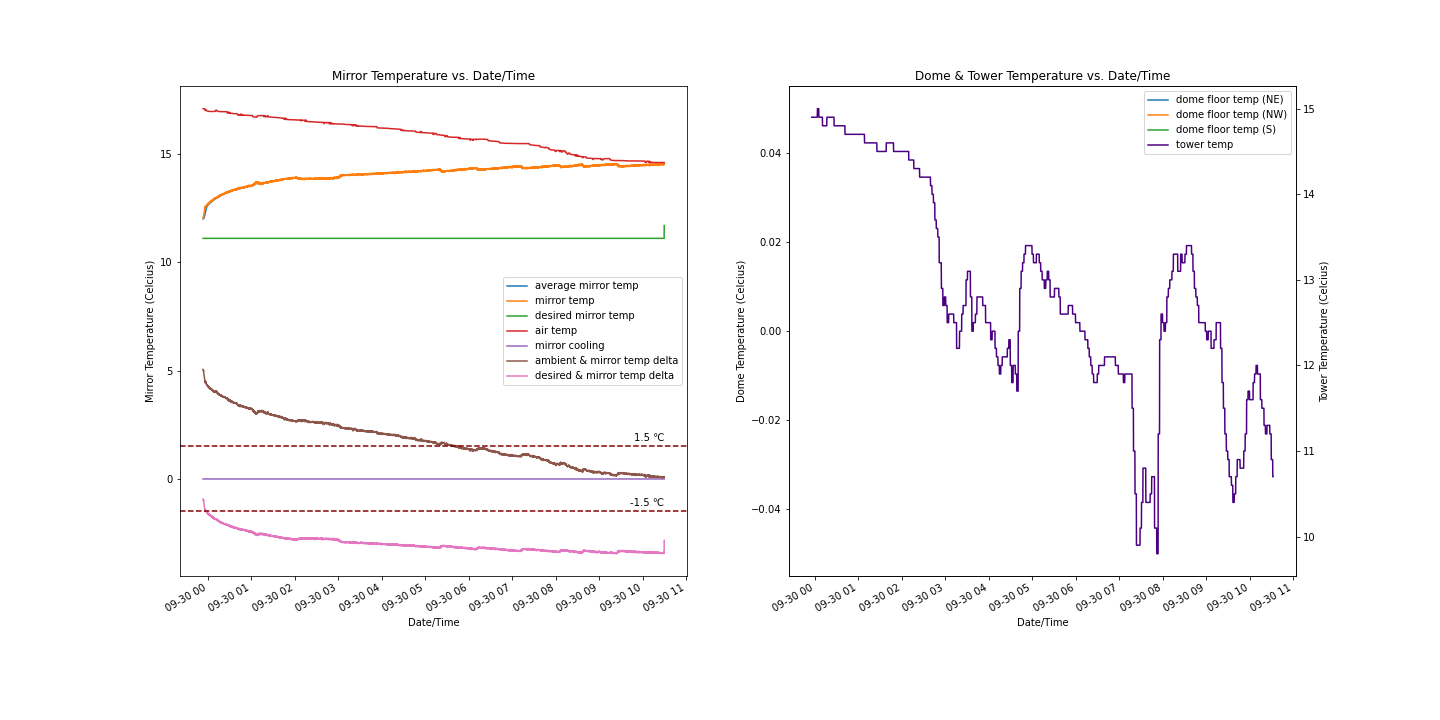 Mirror Temperature vs. Date/Time
Mirror Temperature (Celcius)
15
10
5
0
average mirror temp
mirror temp
desired mirror temp
air temp
mirror cooling
ambient & mirror temp delta
desired & mirror temp delta
1.5 °C
-1.5 °C
09-30 00
09-30 01
09-30 02
09-30 03
09-30 04
09-30 05
09-30 06
09-30 07
09-30 08
09-30 09
09-30 10
09-30 11
Date/Time
Dome & Tower Temperature vs. Date/Time
Dome Temperature (Celcius)
0.04
0.02
0.00
−0.02
−0.04
dome floor temp (NE)
dome floor temp (NW)
dome floor temp (S)
tower temp
15
14
13
12
11
10
Tower Temperature (Celcius)
09-30 00
09-30 01
09-30 02
09-30 03
09-30 04
09-30 05
09-30 06
09-30 07
09-30 08
09-30 09
09-30 10
09-30 11
Date/Time